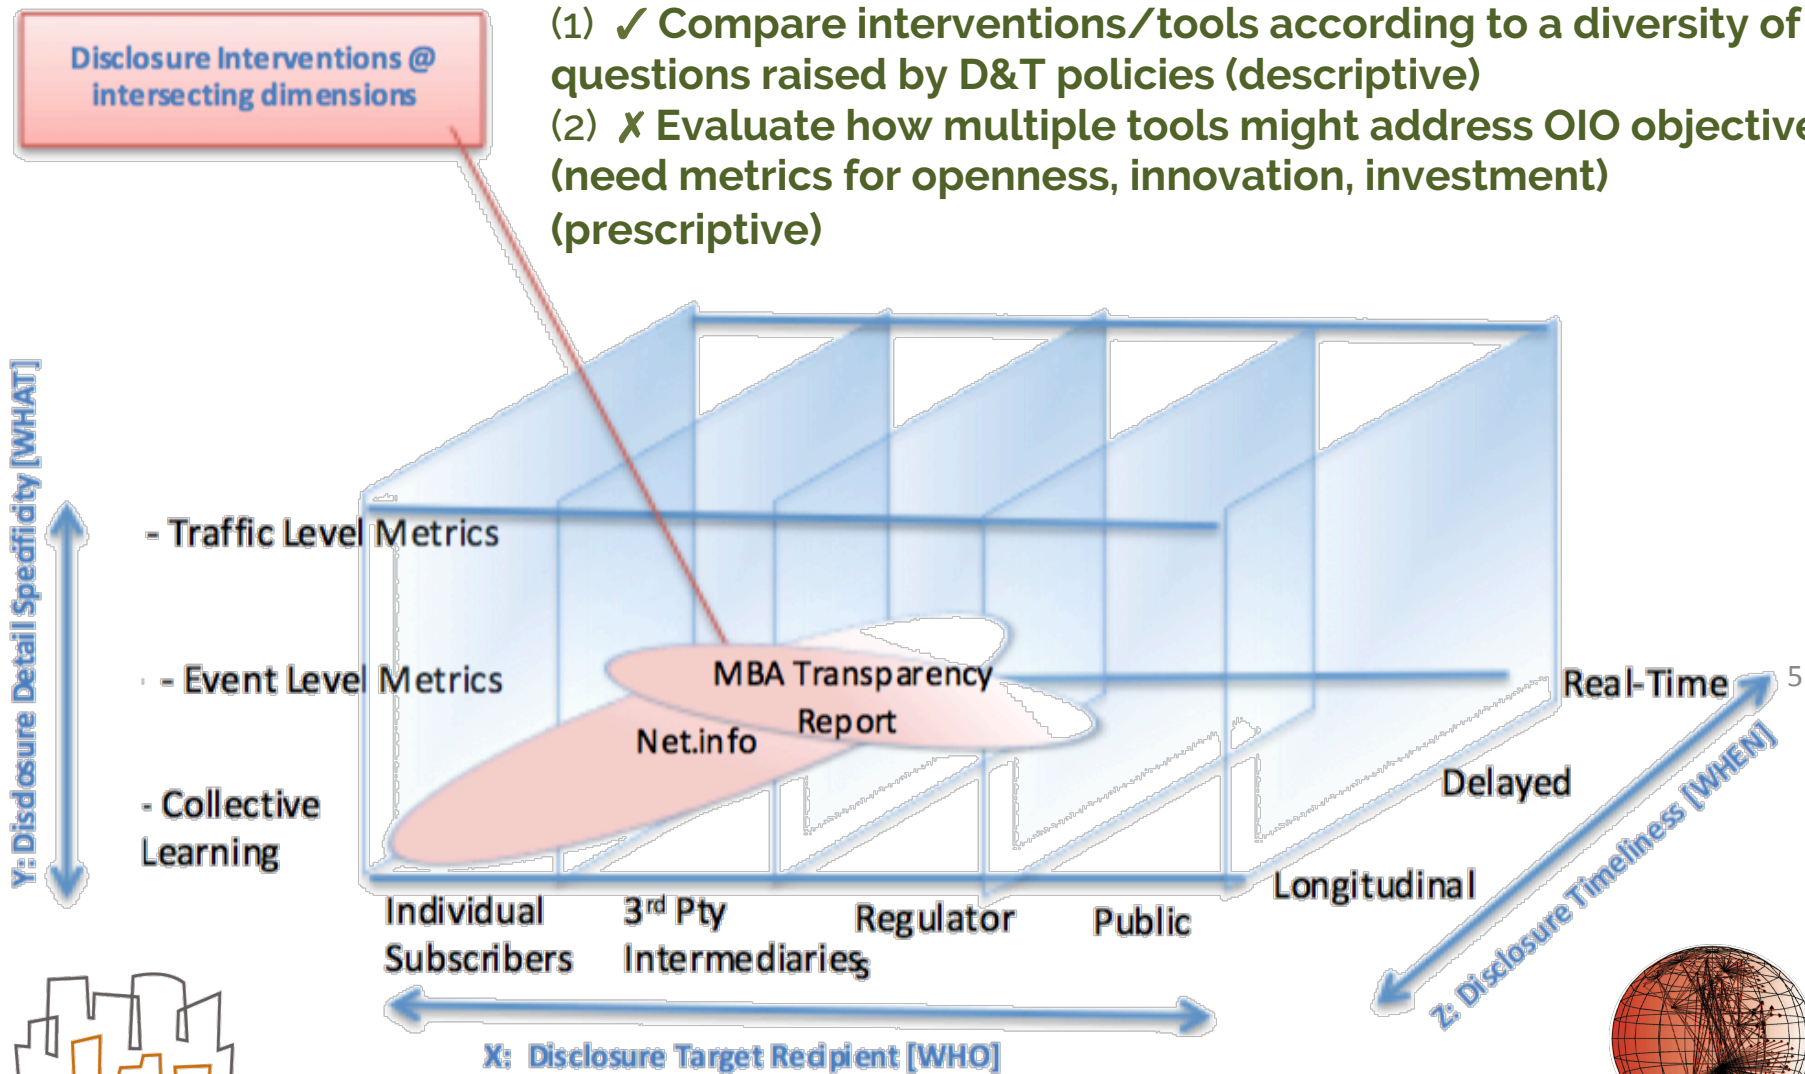 Disclosure Interventions @
intersecting dimensions
(1) ✓ Compare interventions/tools according to a diversity of
questions raised by D&T policies (descriptive)
(2) ✗ Evaluate how multiple tools might address OIO objective
(need metrics for openness, innovation, investment)
(prescriptive)
Y: Disclosure Detail Specificity [WHAT]
- Traffic Level Metrics
- Event Level Metrics
- Collective
Learning
MBA Transparency
Report
Net.info
Real-Time
5
Delayed
Longitudinal
Z: Disclosure Timeliness [WHEN]
Individual
Subscribers
3rd Pty
Intermediaries
Regulator
Public
X: Disclosure Target Recipient [WHO]